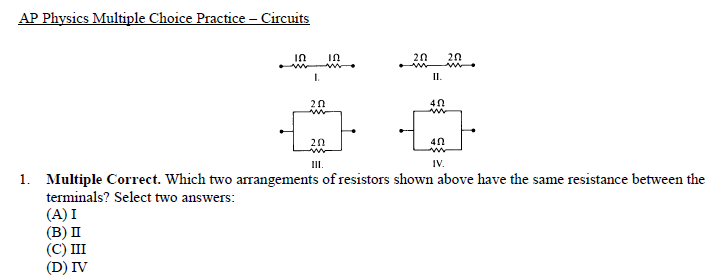 AP Physics Multiple Choice Practice – Circuits
1Ω 1Ω 2Ω 2Ω
I. II.
2Ω 4Ω
2Ω 4Ω
III. IV.
1. Multiple Correct. Which two arrangements of resistors shown above have the same resistance between the
terminals? Select two answers:
(A) I
(B) II
(C) III
(D) IV